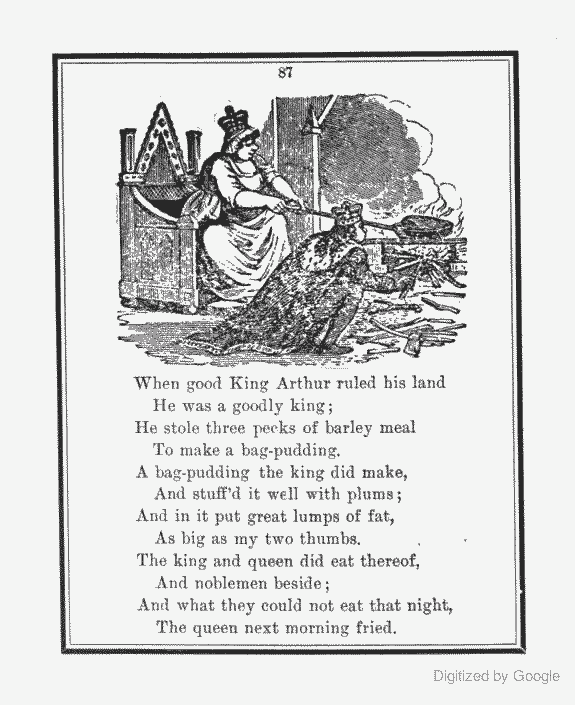 87
When good King Arthur ruled his land
He was a goodly king;
He stole three pecks of barley meal
To make a bag-pudding.
A bag-pudding the king did make,
And stuff'd it well with plums;
And in it put great lumps of fat,
As big as my two thumbs.
The king and queen did eat thereof,
And noblemen beside;
And what they could not eat that night,
The queen next morning fried.
Digitized by Google